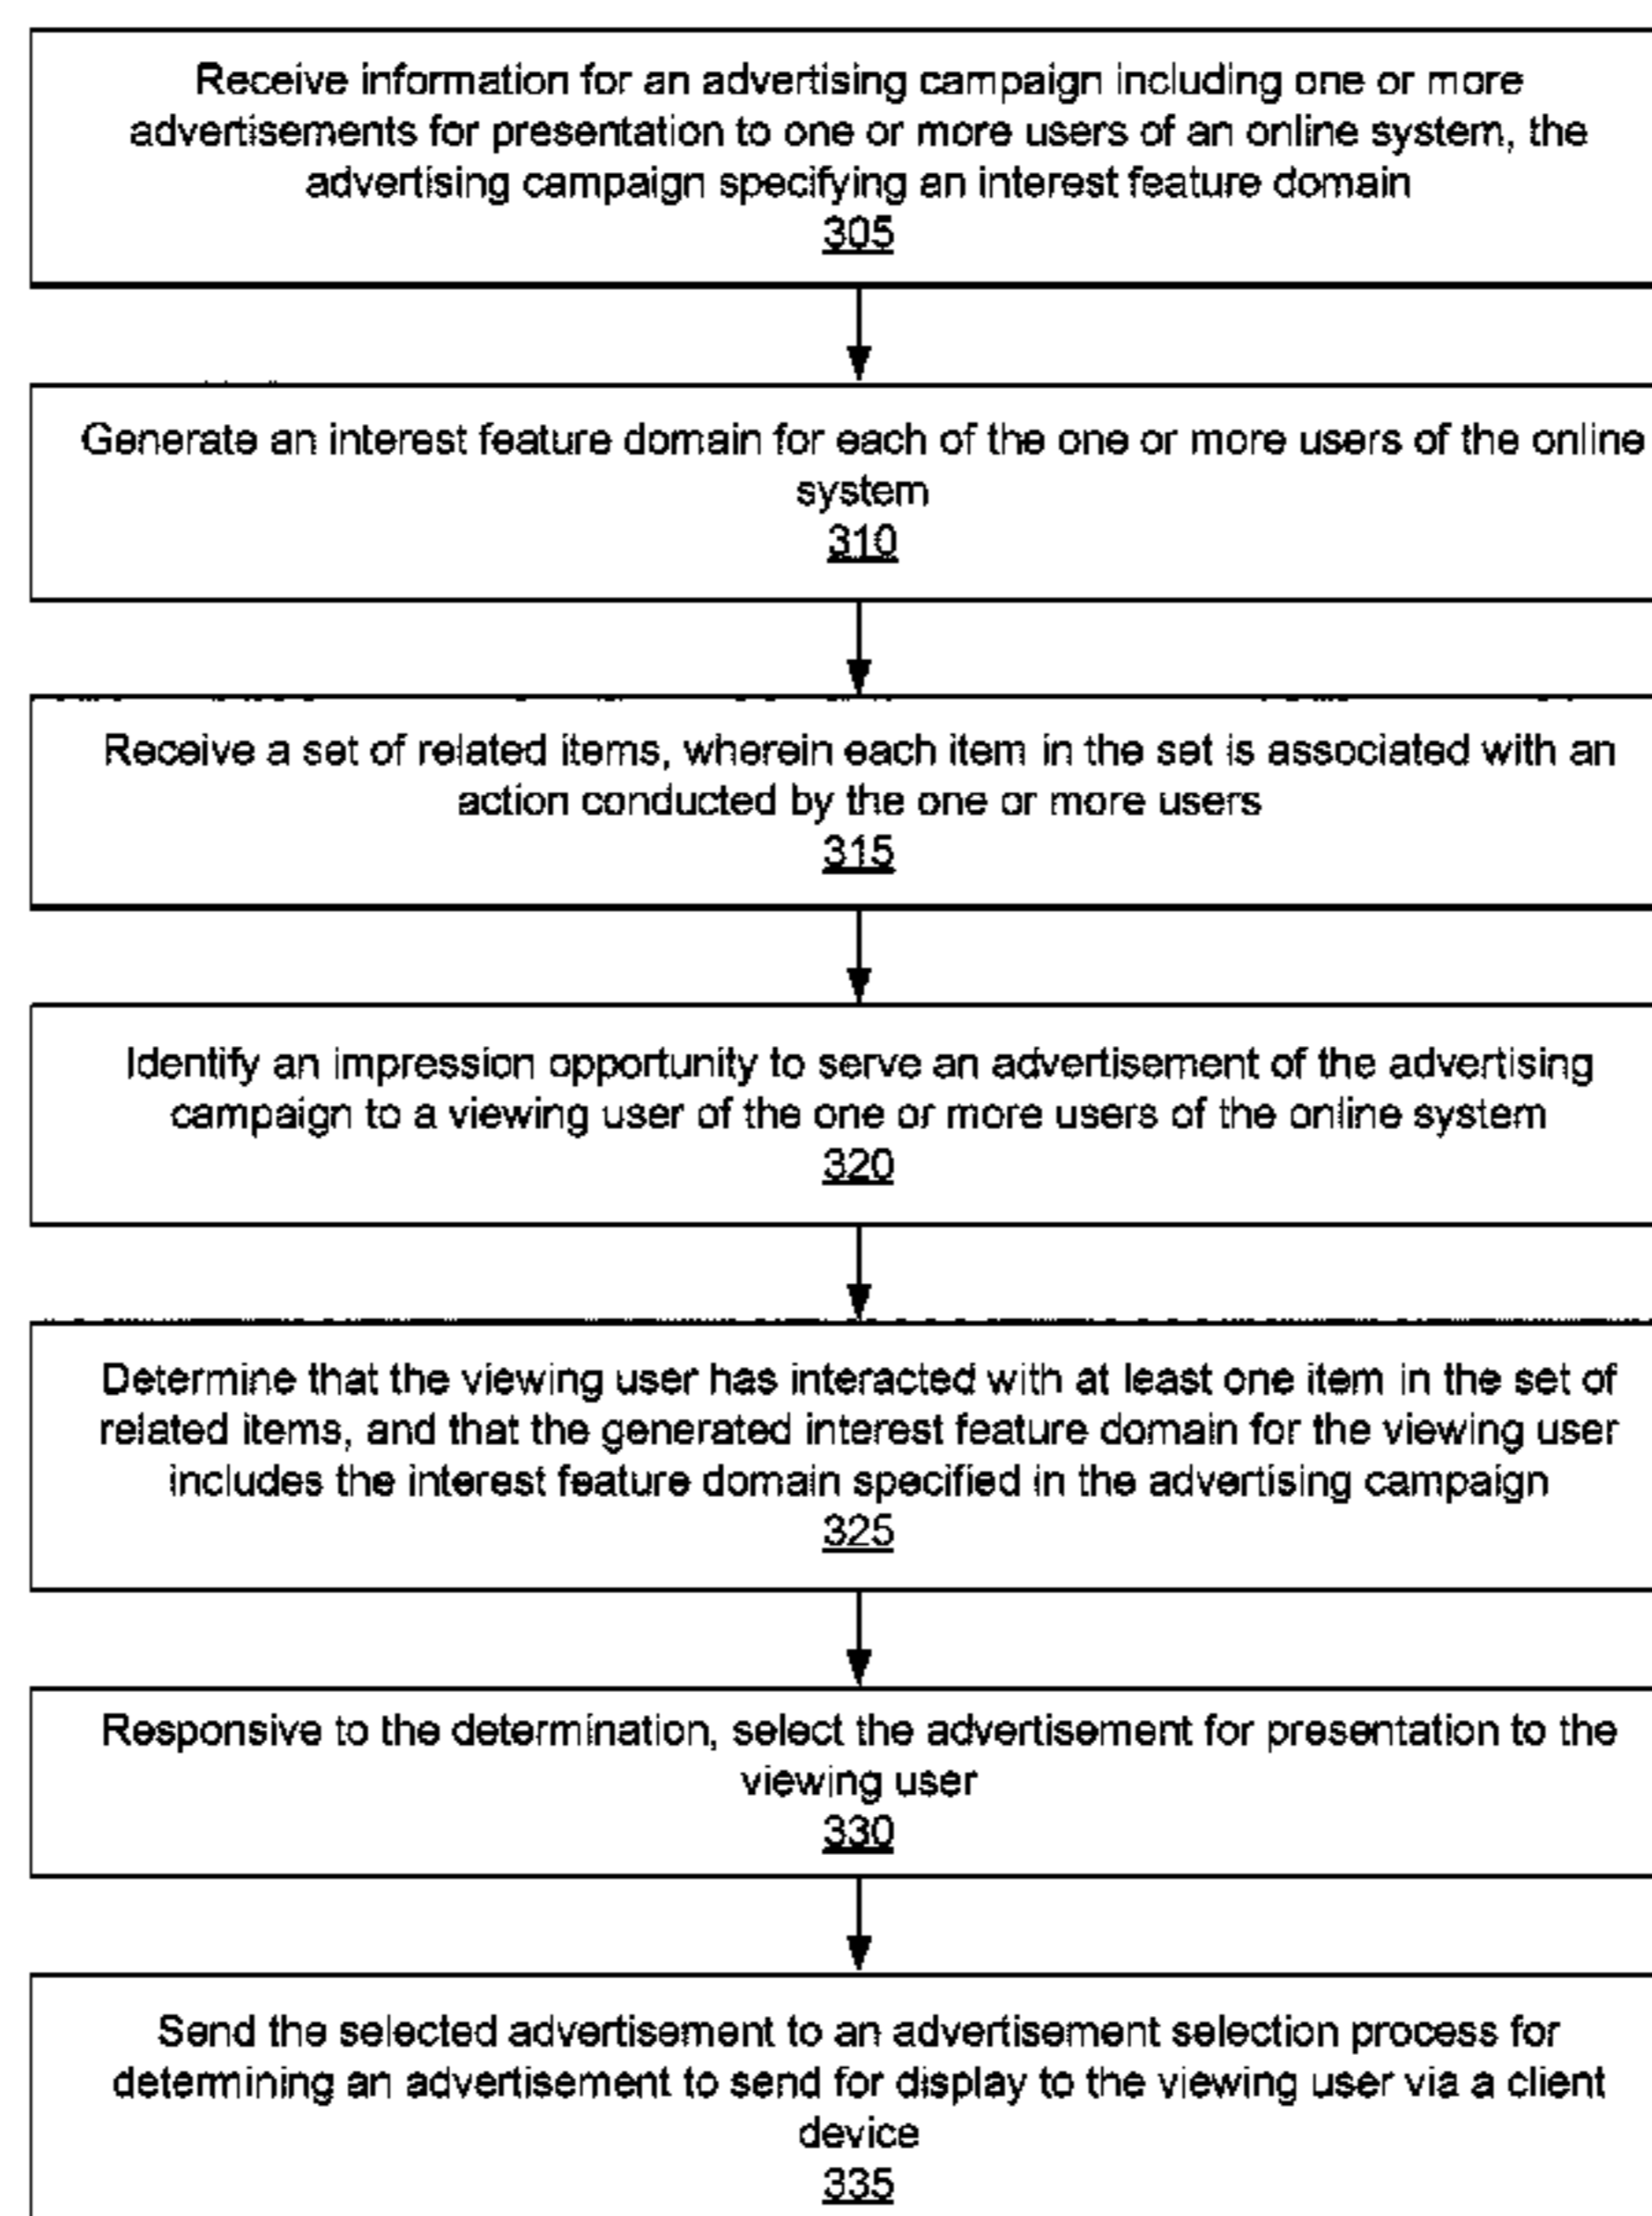 Receive information for an advertising campaign including one or more
advertisements for presentation to one or more users of an online system, the
advertising campaign specifying an interest feature domain
305
Generate an interest feature domain for each of the one or more users of the online
system
310
Receive a set of related items, wherein each item in the set is associated with an
action conducted by the one or more users
315
Identify an impression opportunity to serve an advertisement of the advertising
campaign to a viewing user of the one or more users of the online system
320
Determine that the viewing user has interacted with at least one item in the set of
related items, and that the generated interest feature domain for the viewing user
includes the interest feature domain specified in the advertising campaign
325
Responsive to the determination, select the advertisement for presentation to the
viewing user
330
Send the selected advertisement to an advertisement selection process for
determining an advertisement to send for display to the viewing user via a client
device
335